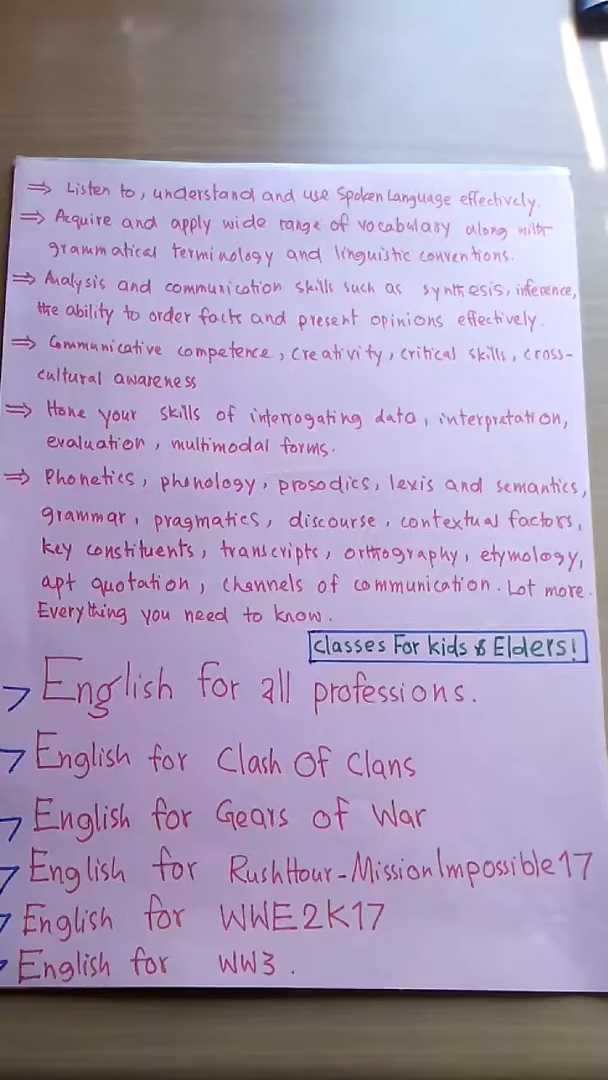 ⇒ Listen to, understand and use Spoken Language effectively.
⇒ Acquire and apply wide range of vocabulary along with
grammatical terminology and linguistic conventions.
⇒ Analysis and communication skills such as synthesis, inference,
the ability to order facts and present opinions effectively.
⇒ Communicative competence, creativity, critical skills, cross-
cultural awareness
⇒ Hone your skills of interrogating data, interpretation,
evaluation, multimodal forms.
⇒ Phonetics, phonology, prosodics, lexis and semantics,
grammar, pragmatics, discourse, contextual factors,
key constituents, transcripts, orthography, etymology,
apt quotation, channels of communication. Lot more.
Everything you need to know.
Classes For kids & Elders!
English for all professions.
English for Clash Of Clans
English for Gears of War
English for RushHour-MissionImpossible17
English for WWE2K17
English for WW3.